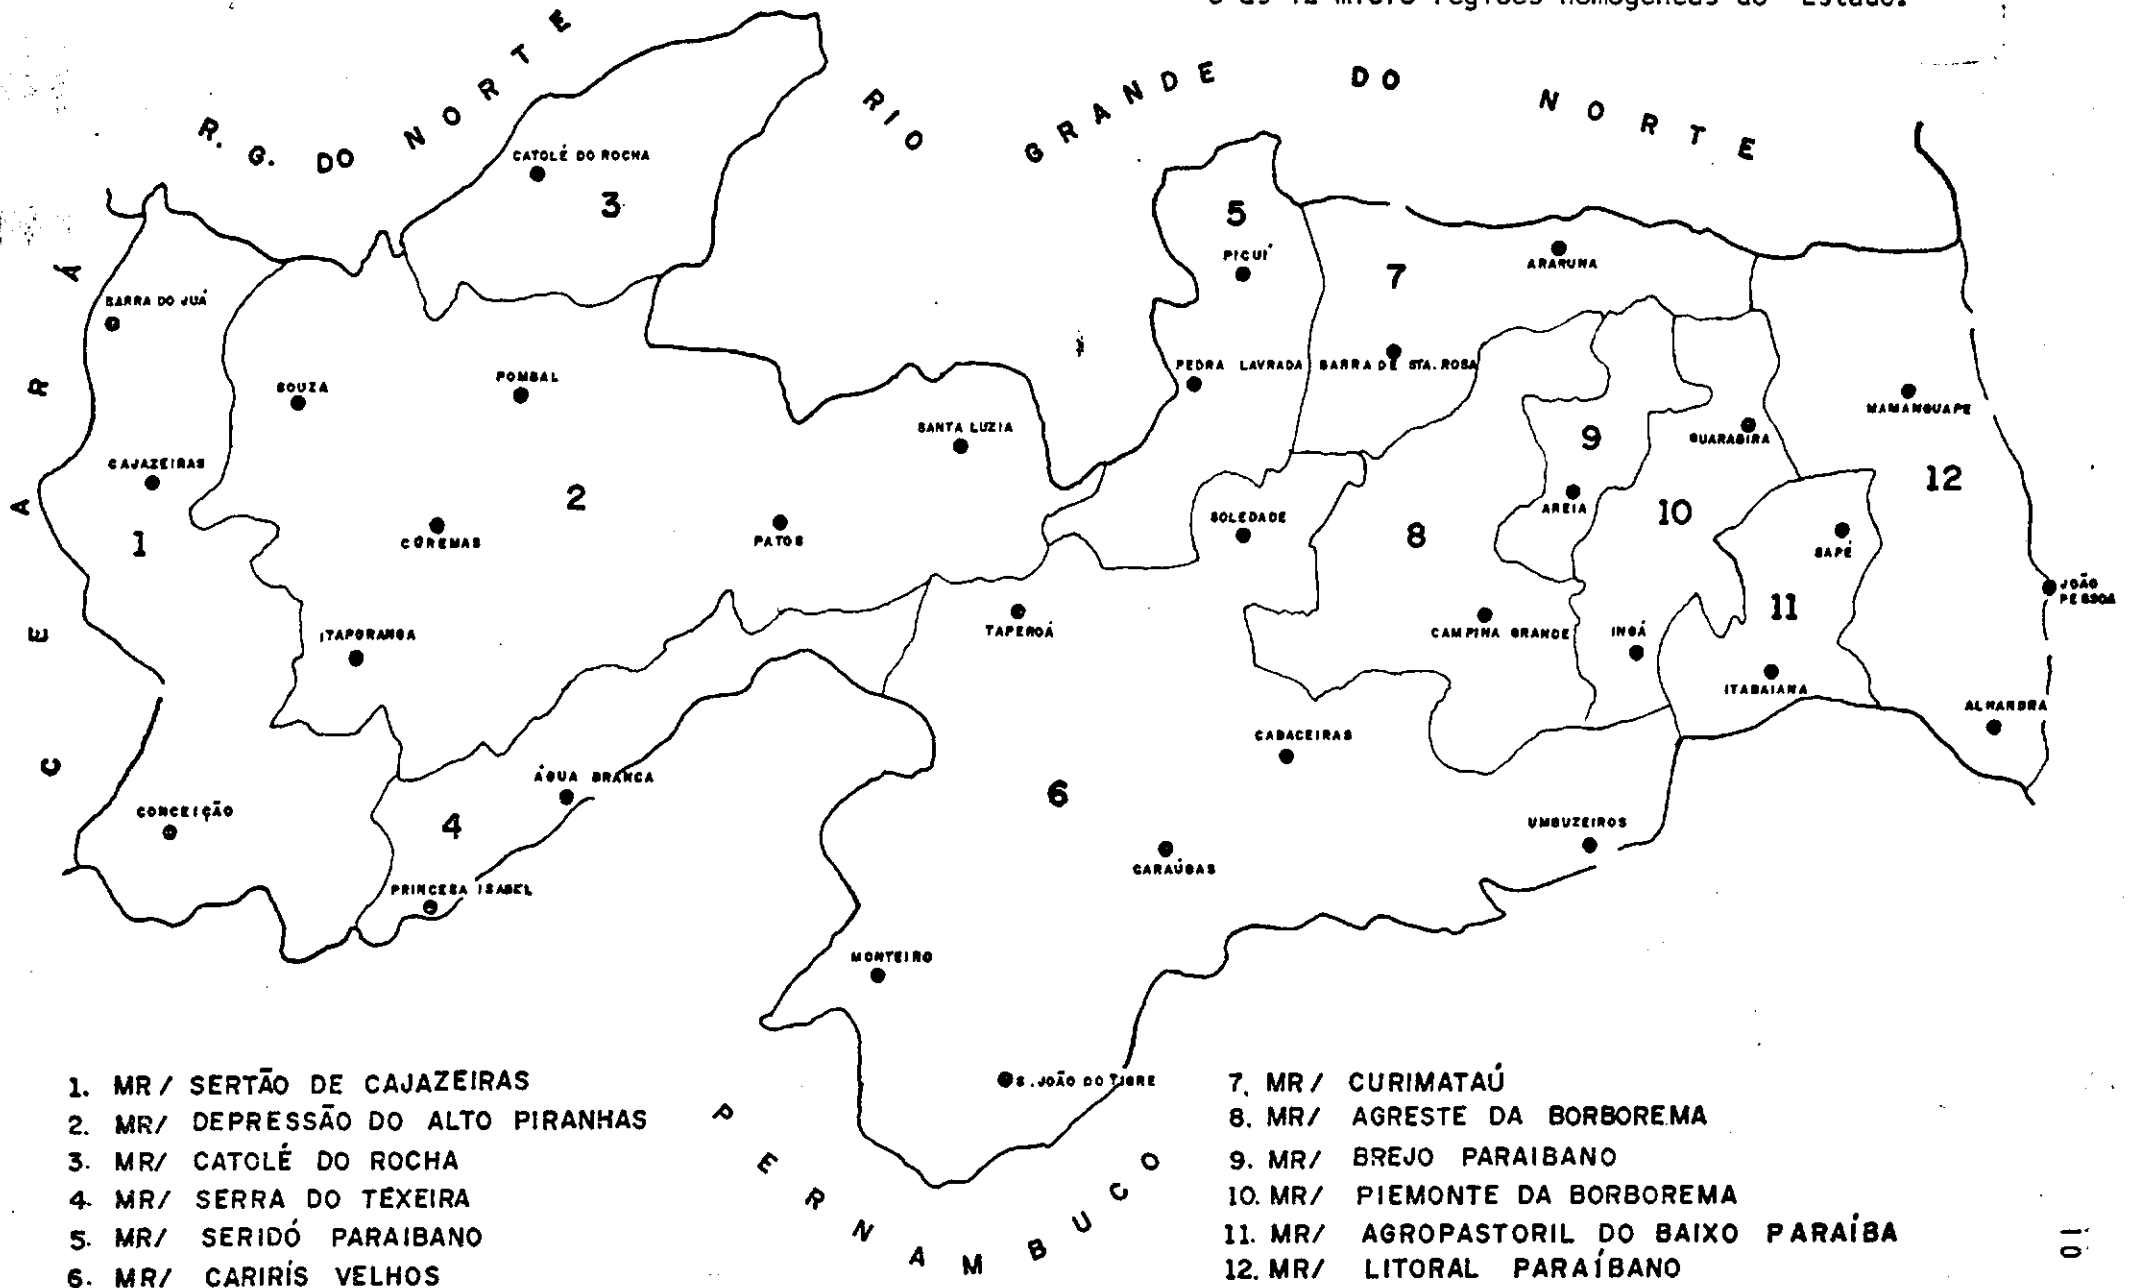 micro-regiões homogêneas do Estado.
R. G. DO NORTE
RIO GRANDE DO NORTE
CEARÁ
PERNAMBUCO
CATOLÉ DO ROCHA
3
5
PICUÍ
7
ARARUNA
BARRA DO JUÁ
SOUZA
POMBAL
SANTA LUZIA
PEDRA LAVRADA
BARRA DE STA. ROSA
MAMANGUAPE
CAJAZEIRAS
1
2
COREMAS
PATOS
SOLEDADE
8
9
AREIA
GUARABIRA
10
12
SAPÉ
11
JOÃO
PESSOA
ITAPORANGA
TAPEROÁ
CAMPINA GRANDE
INGÁ
ITABAIANA
ALHANDRA
CABACEIRAS
ÁGUA BRANCA
CONCEIÇÃO
4
6
UMBUZEIROS
CARAÚBAS
PRINCESA ISABEL
MONTEIRO
S. JOÃO DO TIGRE
1. MR/ SERTÃO DE CAJAZEIRAS
2. MR/ DEPRESSÃO DO ALTO PIRANHAS
3. MR/ CATOLÉ DO ROCHA
4. MR/ SERRA DO TEXEIRA
5. MR/ SERIDÓ PARAIBANO
6. MR/ CARIRÍS VELHOS
7. MR/ CURIMATAÚ
8. MR/ AGRESTE DA BORBOREMA
9. MR/ BREJO PARAIBANO
10. MR/ PIEMONTE DA BORBOREMA
11. MR/ AGROPASTORIL DO BAIXO PARAÍBA
12. MR/ LITORAL PARAÍBANO
10